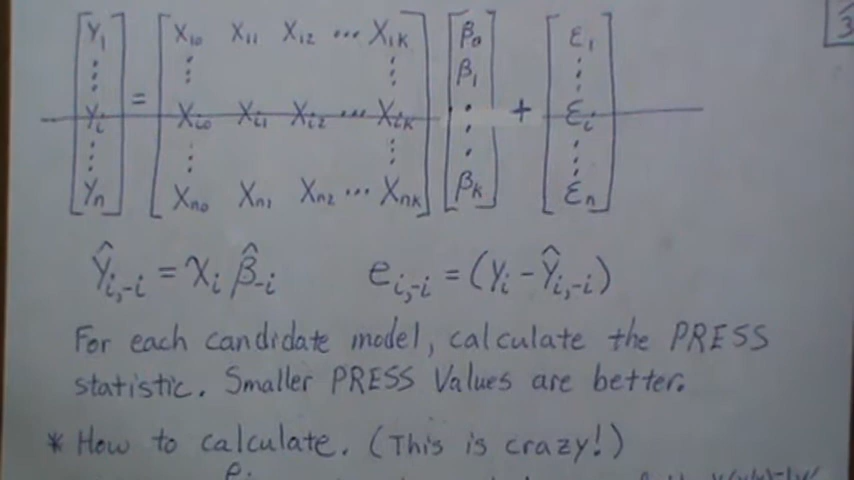 3
Y₁ X₁₀ X₁₁ X₁₂ ... X₁ₖ β₀ ε₁
⋮ ⋮ ⋮ β₁ ⋮
Yᵢ = Xᵢ₀ Xᵢ₁ Xᵢ₂ ... Xᵢₖ ⋮ + εᵢ
⋮ ⋮ ⋮ ⋮
Yₙ Xₙ₀ Xₙ₁ Xₙ₂ ... Xₙₖ βₖ εₙ
Ŷᵢ,₋ᵢ = xᵢ β̂₋ᵢ eᵢ,₋ᵢ = (yᵢ - Ŷᵢ,₋ᵢ)
For each candidate model, calculate the PRESS
statistic. Smaller PRESS Values are better.
* How to calculate. (This is crazy!)